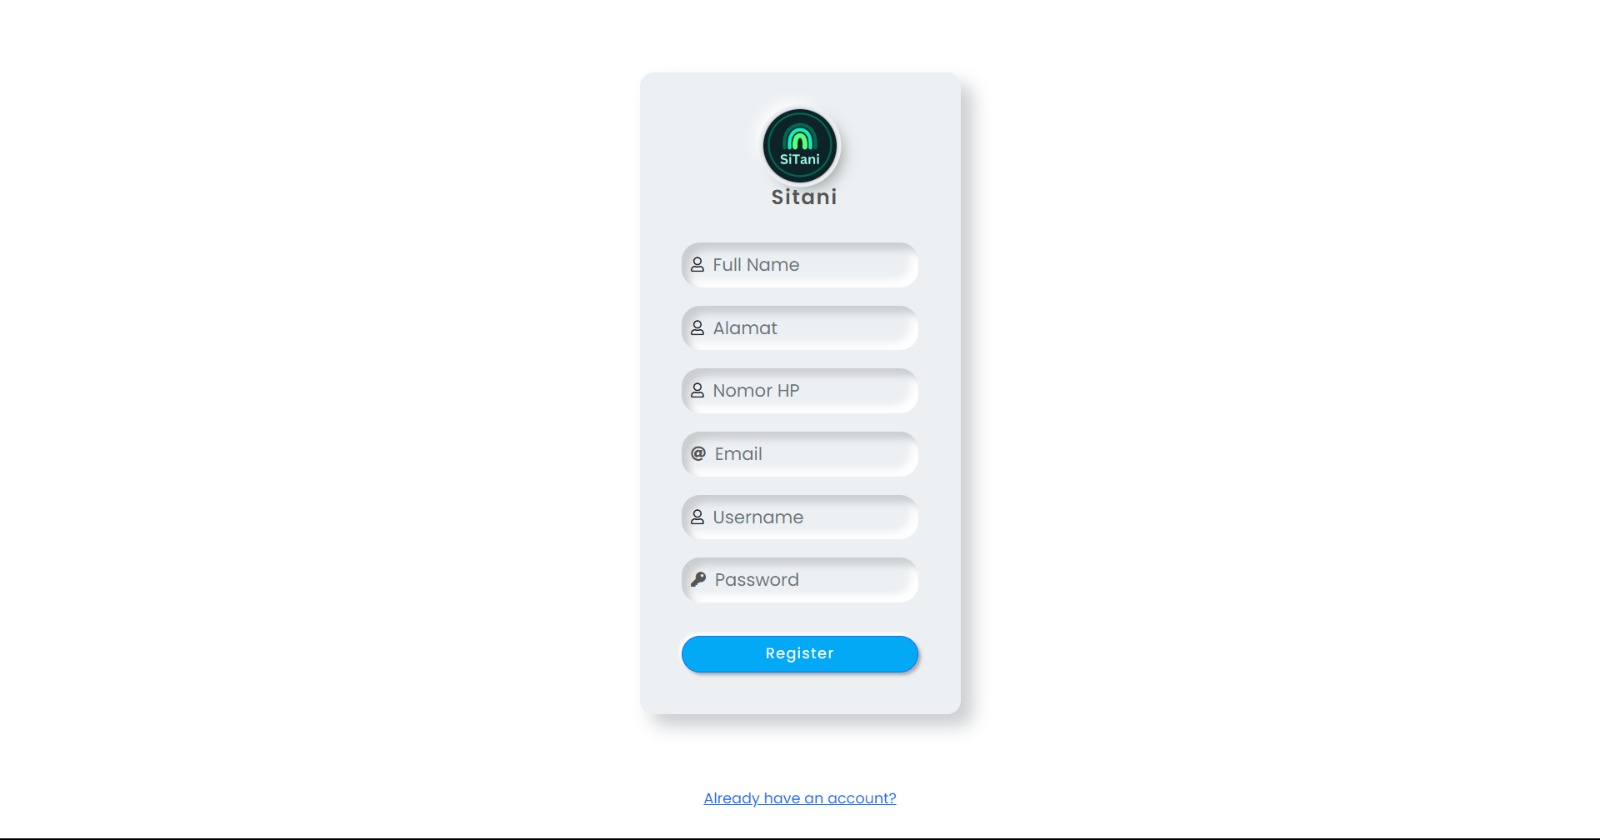 SiTani
Sitani
Full Name
Alamat
Nomor HP
Email
Username
Password
Register
Already have an account?